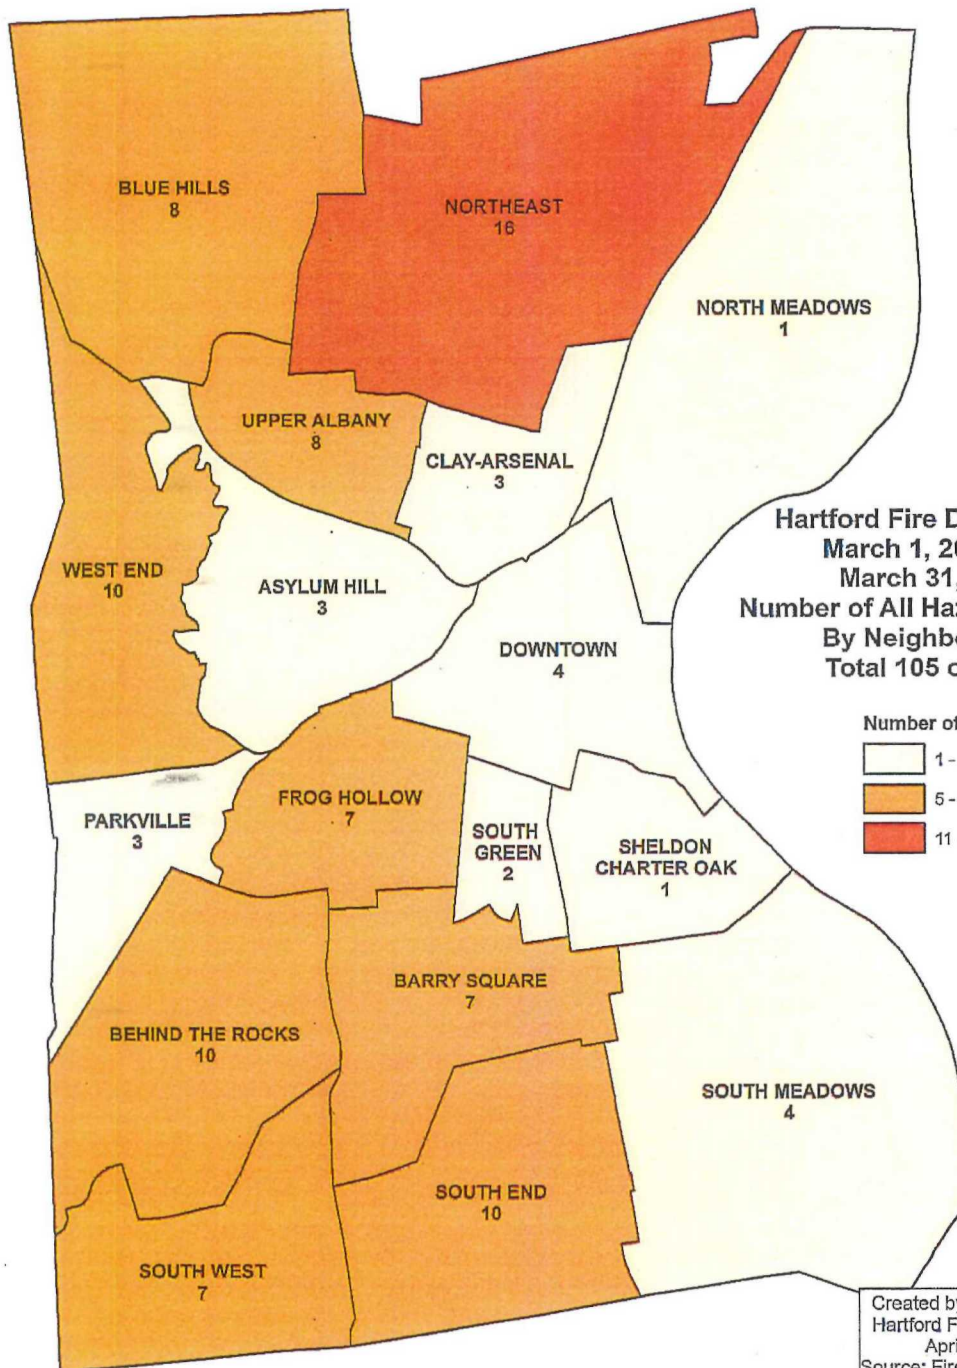 BLUE HILLS
8
NORTHEAST
16
NORTH MEADOWS
1
UPPER ALBANY
8
CLAY-ARSENAL
3
WEST END
10
ASYLUM HILL
3
DOWNTOWN
4
Hartford Fire D
March 1, 20
March 31,
Number of All Ha
By Neighb
Total 105 o
Number of
1 -
5 -
11
PARKVILLE
3
FROG HOLLOW
7
SOUTH
GREEN
2
SHELDON
CHARTER OAK
1
BARRY SQUARE
7
BEHIND THE ROCKS
10
SOUTH MEADOWS
4
SOUTH END
10
SOUTH WEST
7
Created by
Hartford F
Apri
Source: Fire